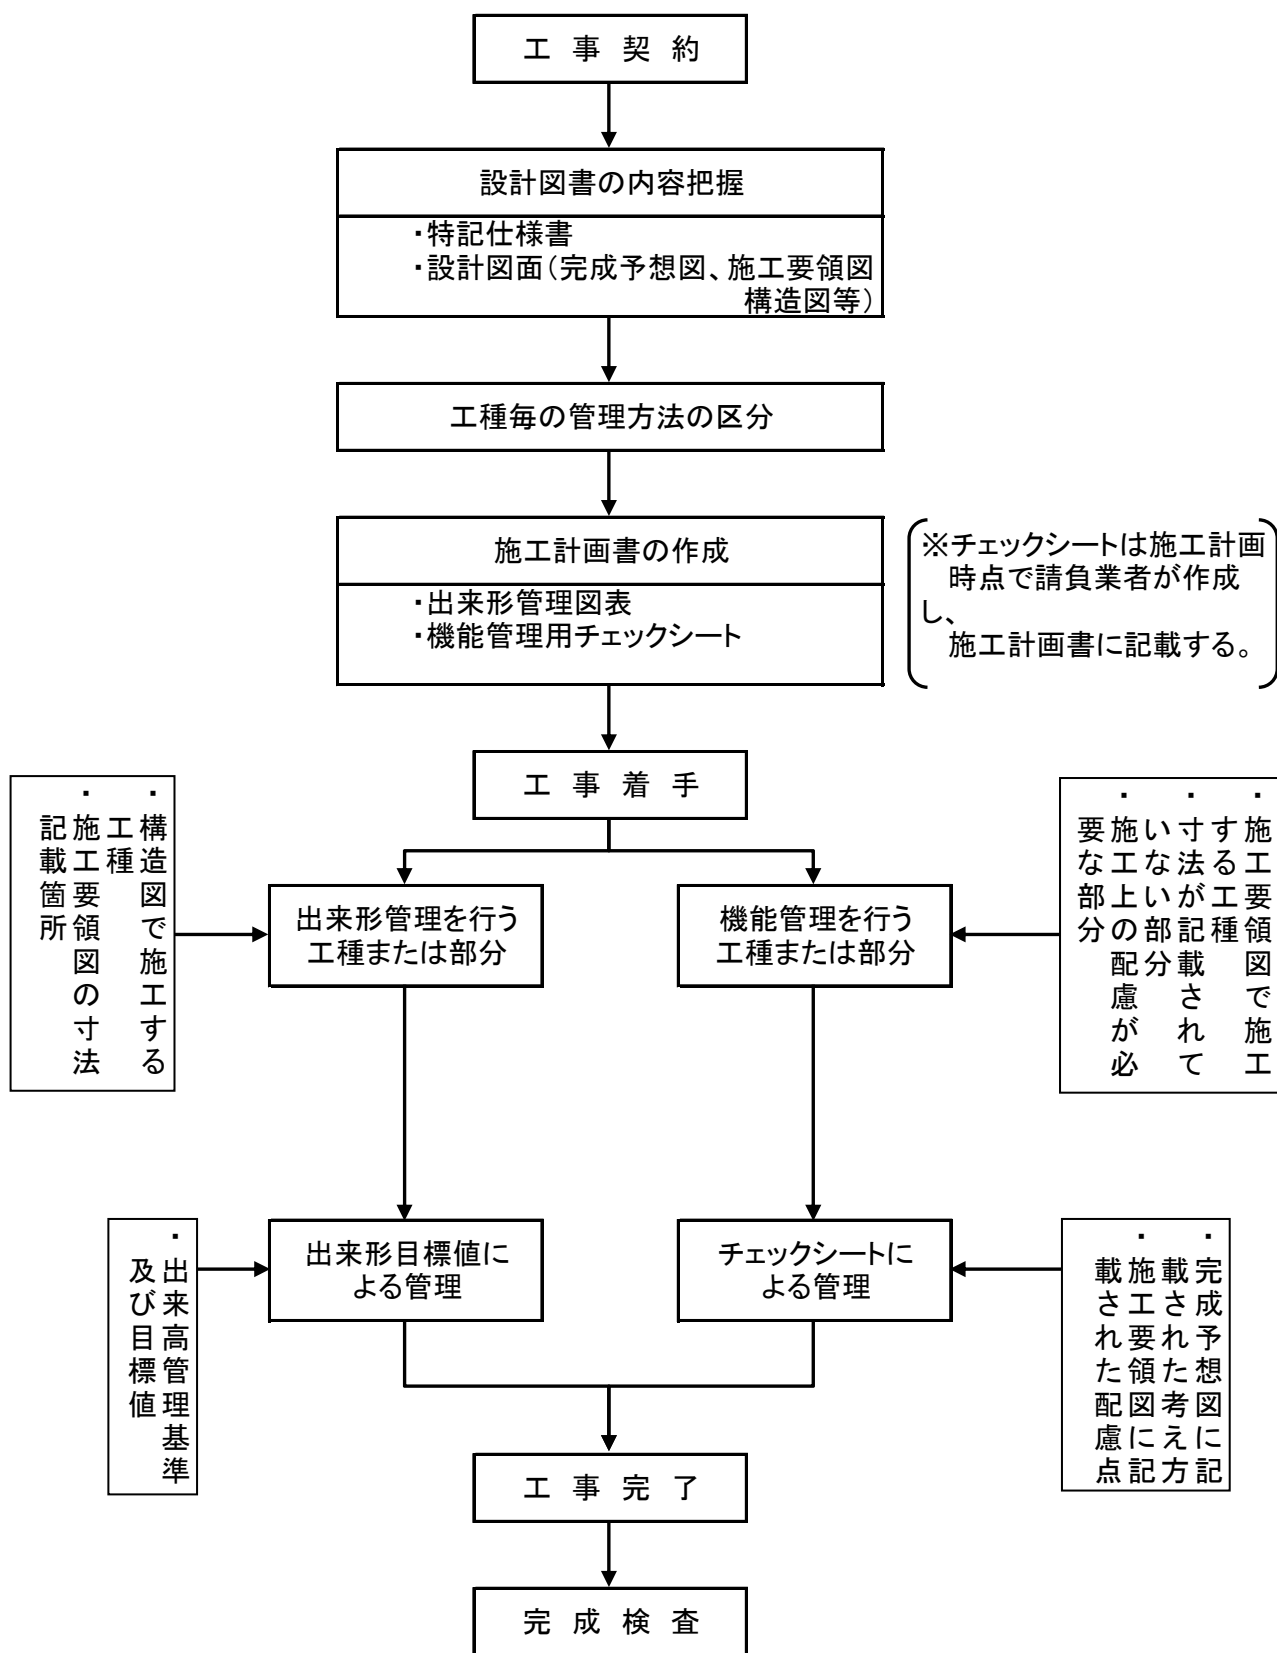 工 事 契 約
設計図書の内容把握
・特記仕様書
・設計図面（完成予想図、施工要領図
構造図等）
工種毎の管理方法の区分
施工計画書の作成
・出来形管理図表
・機能管理用チェックシート
※チェックシートは施工計画
時点で請負業者が作成
し、
施工計画書に記載する。
工 事 着 手
・構造図で施工する
工種
・施工要領図の寸法
記載箇所
出来形管理を行う
工種または部分
機能管理を行う
工種または部分
・施工要領図で施工
する工種
・寸法が記載されて
いない部分
・施工上の配慮が必
要な部分
・出来高管理基準
及び目標値
出来形目標値に
よる管理
チェックシートに
よる管理
・完成予想図に記
載された考え方
・施工要領図に記
載された配慮点
工 事 完 了
完 成 検 査